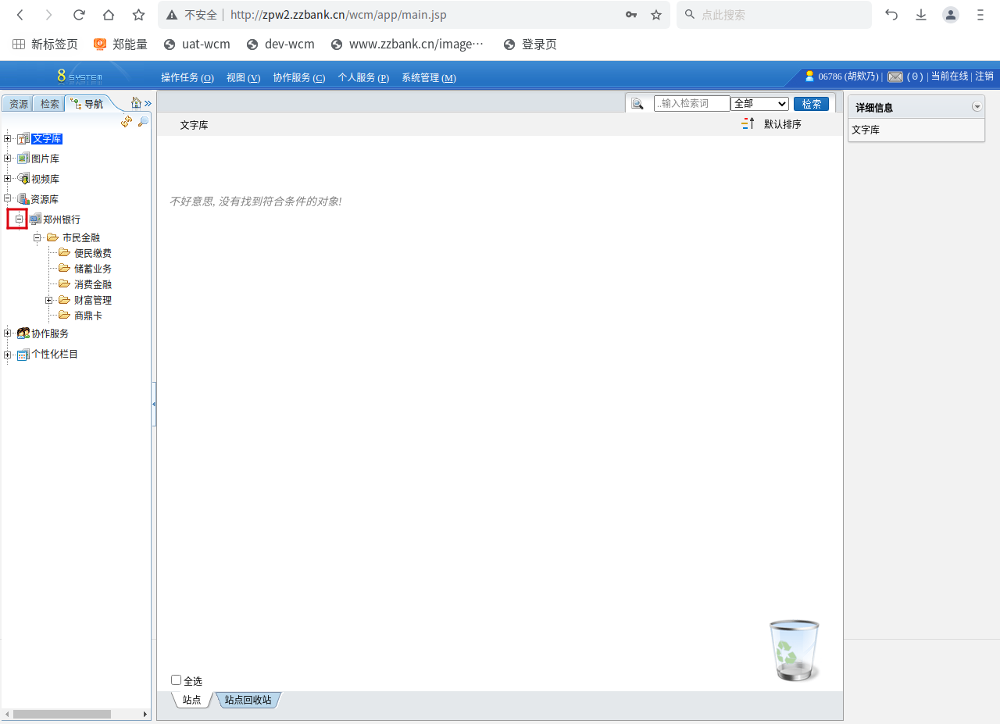 不安全 http://zpw2.zzbank.cn/wcm/app/main.jsp 点此搜索
新标签页 郑能量 uat-wcm dev-wcm www.zzbank.cn/image··· 登录页
8 SYSTEM 操作任务 (O) 视图 (V) 协作服务 (C) 个人服务 (P) 系统管理 (M) 06786 (胡欸乃) | (0) | 当前在线 | 注销
资源 检索 导航 »
..输入检索词 全部 检索
详细信息
文字库 默认排序
文字库
文字库
图片库
视频库
资源库
郑州银行
市民金融
便民缴费
储蓄业务
消费金融
财富管理
商鼎卡
协作服务
个性化栏目
不好意思, 没有找到符合条件的对象!
全选
站点 站点回收站